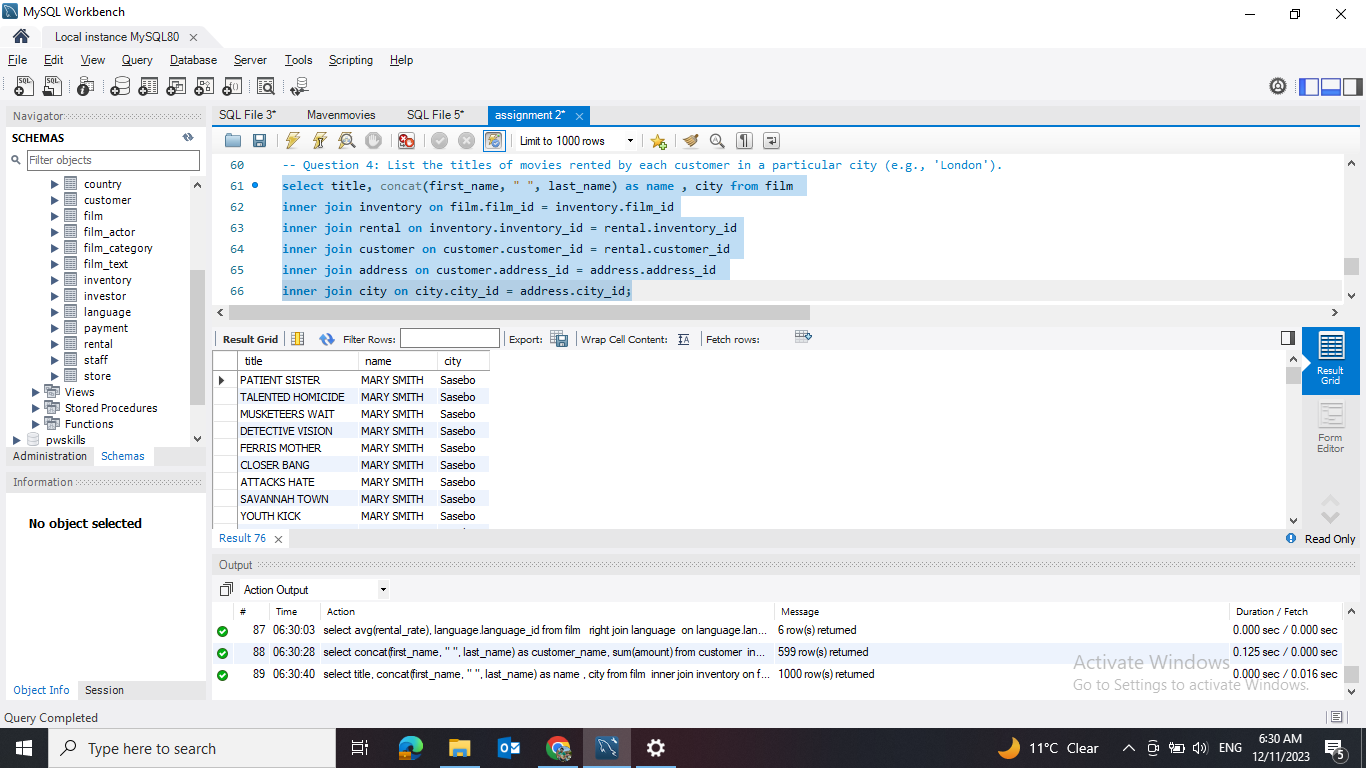 MySQL Workbench
Local instance MySQL80
File Edit View Query Database Server Tools Scripting Help
Navigator
SCHEMAS
Filter objects
country
customer
film
film_actor
film_category
film_text
inventory
investor
language
payment
rental
staff
store
Views
Stored Procedures
Functions
pwskills
Administration Schemas
Information
No object selected
Object Info Session
SQL File 3* Mavenmovies SQL File 5* assignment 2*
Limit to 1000 rows
60 -- Question 4: List the titles of movies rented by each customer in a particular city (e.g., 'London').
61 select title, concat(first_name, " ", last_name) as name , city from film
62 inner join inventory on film.film_id = inventory.film_id
63 inner join rental on inventory.inventory_id = rental.inventory_id
64 inner join customer on customer.customer_id = rental.customer_id
65 inner join address on customer.address_id = address.address_id
66 inner join city on city.city_id = address.city_id;
Result Grid Filter Rows: Export: Wrap Cell Content: Fetch rows:
title name city
PATIENT SISTER MARY SMITH Sasebo
TALENTED HOMICIDE MARY SMITH Sasebo
MUSKETEERS WAIT MARY SMITH Sasebo
DETECTIVE VISION MARY SMITH Sasebo
FERRIS MOTHER MARY SMITH Sasebo
CLOSER BANG MARY SMITH Sasebo
ATTACKS HATE MARY SMITH Sasebo
SAVANNAH TOWN MARY SMITH Sasebo
YOUTH KICK MARY SMITH Sasebo
Result
Grid
Form
Editor
Result 76
Read Only
Output
Action Output
# Time Action Message Duration / Fetch
87 06:30:03 select avg(rental_rate), language.language_id from film right join language on language.lan... 6 row(s) returned 0.000 sec / 0.000 sec
88 06:30:28 select concat(first_name, " ", last_name) as customer_name, sum(amount) from customer in... 599 row(s) returned 0.125 sec / 0.000 sec
89 06:30:40 select title, concat(first_name, " ", last_name) as name , city from film inner join inventory on f... 1000 row(s) returned 0.000 sec / 0.016 sec
Activate Windows
Go to Settings to activate Windows.
Query Completed
Type here to search
11°C Clear
ENG
6:30 AM
12/11/2023
5